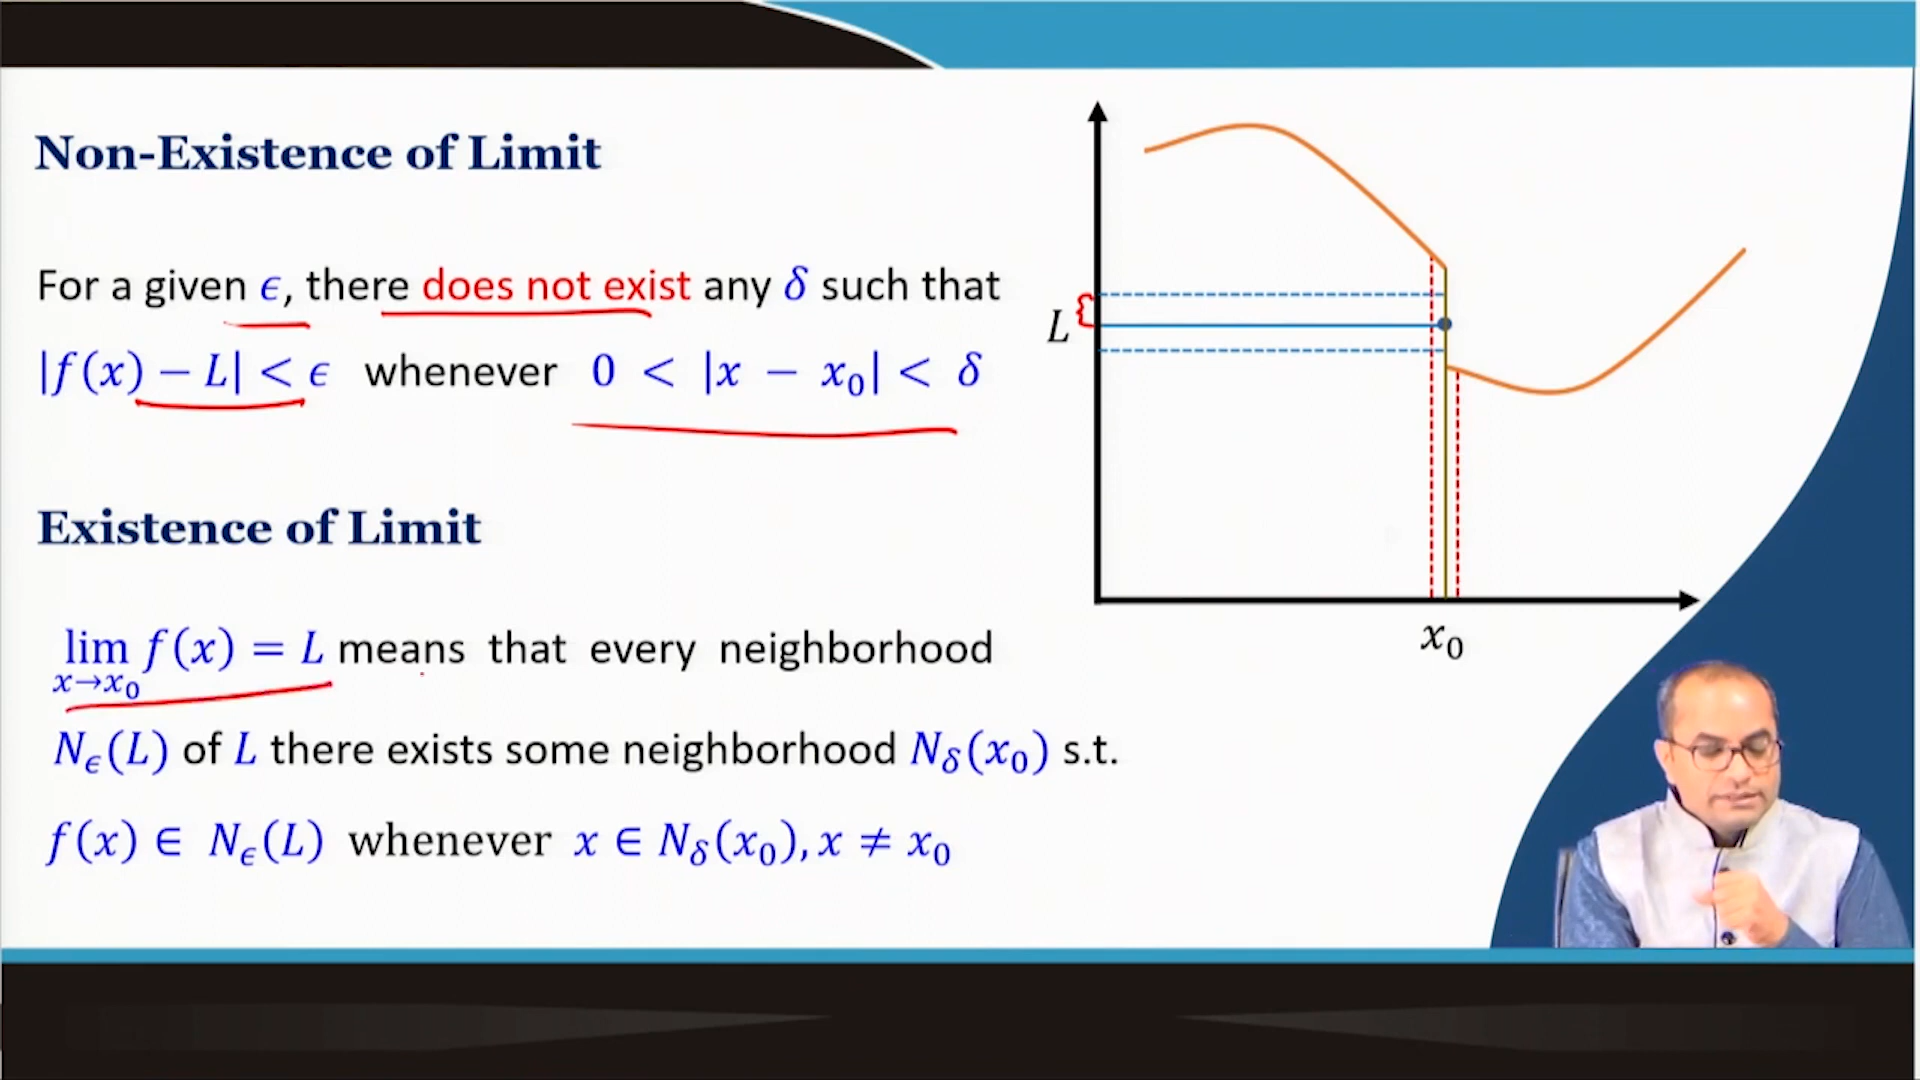 Non-Existence of Limit
For a given ϵ, there does not exist any δ such that
|f(x) − L| < ϵ whenever 0 < |x − x₀| < δ
L
x₀
Existence of Limit
lim f(x) = L means that every neighborhood
x→x₀
Nϵ(L) of L there exists some neighborhood Nδ(x₀) s.t.
f(x) ∈ Nϵ(L) whenever x ∈ Nδ(x₀), x ≠ x₀